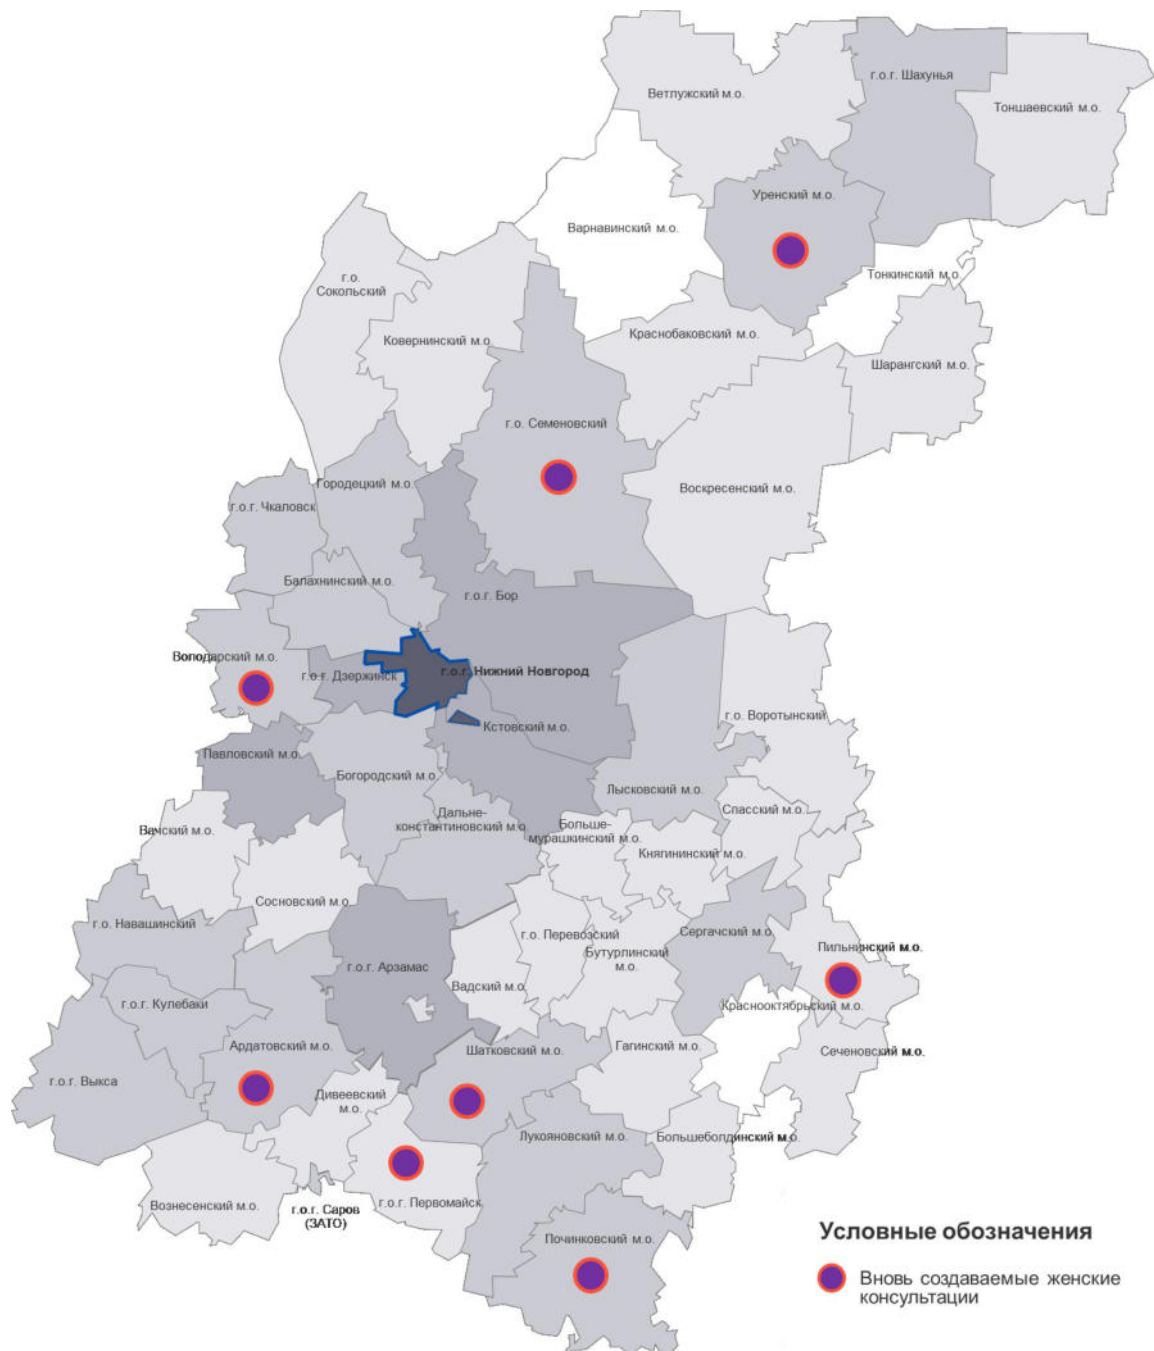 г.о.г. Шахунья
Ветлужский м.о.
Тоншаевский м.о.
Уренский м.о.
Варнавинский м.о.
Тонкинский м.о
г.о.
Сокольский
Краснобаковский м.о.
Ковернинский м.о.
Шарангский м.о.
г.о. Семеновский
Городецкий м.о.
Воскресенский м.о.
г.о.г. Чкаловск
Балахнинский м.о.
г.о.г. Бор
Володарский м.о.
г.о.г. Дзержинск
г.о.г. Нижний Новгород
г.о. Воротынский
Кстовский м.о.
Павловский м.о.
Богородский м.о.
Лысковский м.о.
Спасский м.о.
Дальне-
константиновский м.о.
Больше-
мурашкинский м.о.
Вачский м.о.
Княгининский м.о.
Сосновский м.о.
г.о. Навашинский
г.о. Перевозский
Сергачский м.о.
Пильнинский м.о.
Бутурлинский
м.о.
г.о.г. Арзамас
Вадский м.о.
г.о.г. Кулебаки
Краснооктябрьский м.о.
Ардатовский м.о.
Шатковский м.о.
Гагинский м.о.
Сеченовский м.о.
г.о.г. Выкса
Дивеевский
м.о.
Лукояновский м.о.
Большеболдинский м.о.
Вознесенский м.о.
г.о.г. Саров
(ЗАТО)
г.о.г. Первомайск
Починковский м.о.
Условные обозначения
Вновь создаваемые женские
консультации